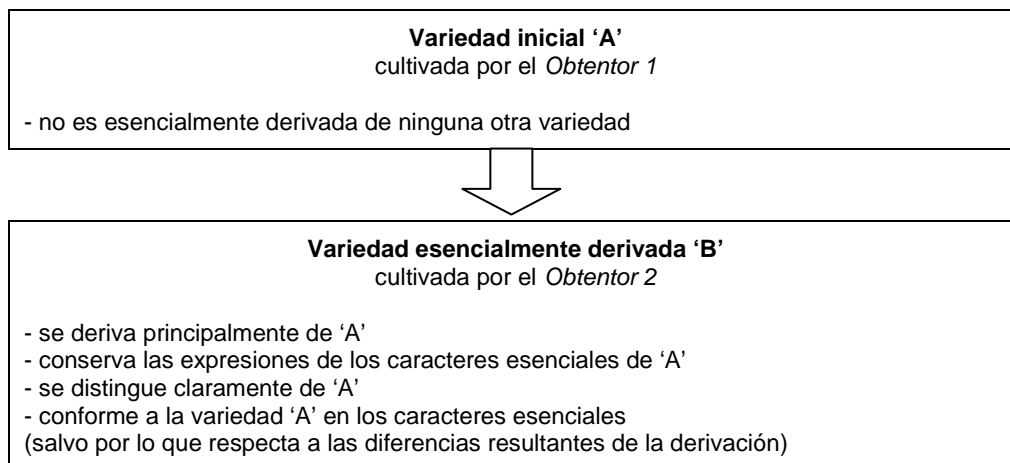 Variedad inicial ‘A’
cultivada por el Obtentor 1
- no es esencialmente derivada de ninguna otra variedad
Variedad esencialmente derivada ‘B’
cultivada por el Obtentor 2
- se deriva principalmente de ‘A’
- conserva las expresiones de los caracteres esenciales de ‘A’
- se distingue claramente de ‘A’
- conforme a la variedad ‘A’ en los caracteres esenciales
(salvo por lo que respecta a las diferencias resultantes de la derivación)